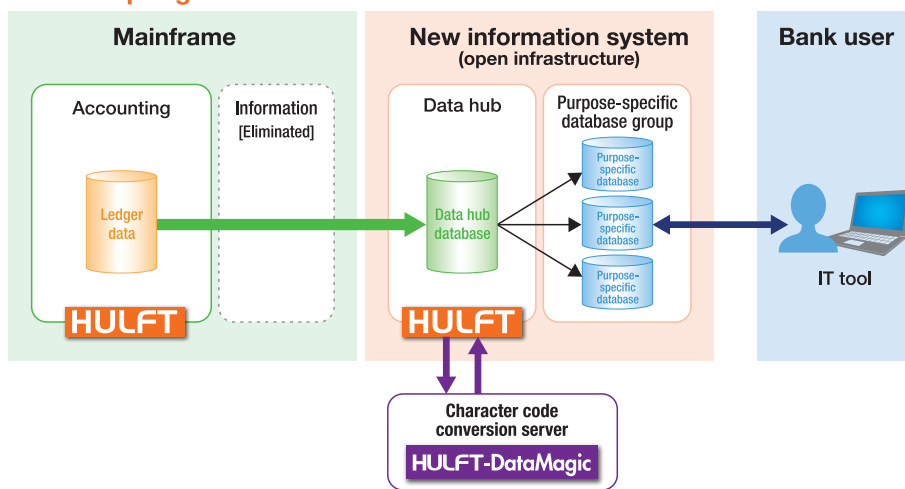 Mainframe
New information system
(open infrastructure)
Bank user
Accounting
Information
[Eliminated]
Data hub
Purpose-specific
database group
Ledger
data
Data hub
database
Purpose-
specific
database
Purpose-
specific
database
Purpose-
specific
database
IT tool
HULFT
HULFT
Character code
conversion server
HULFT-DataMagic